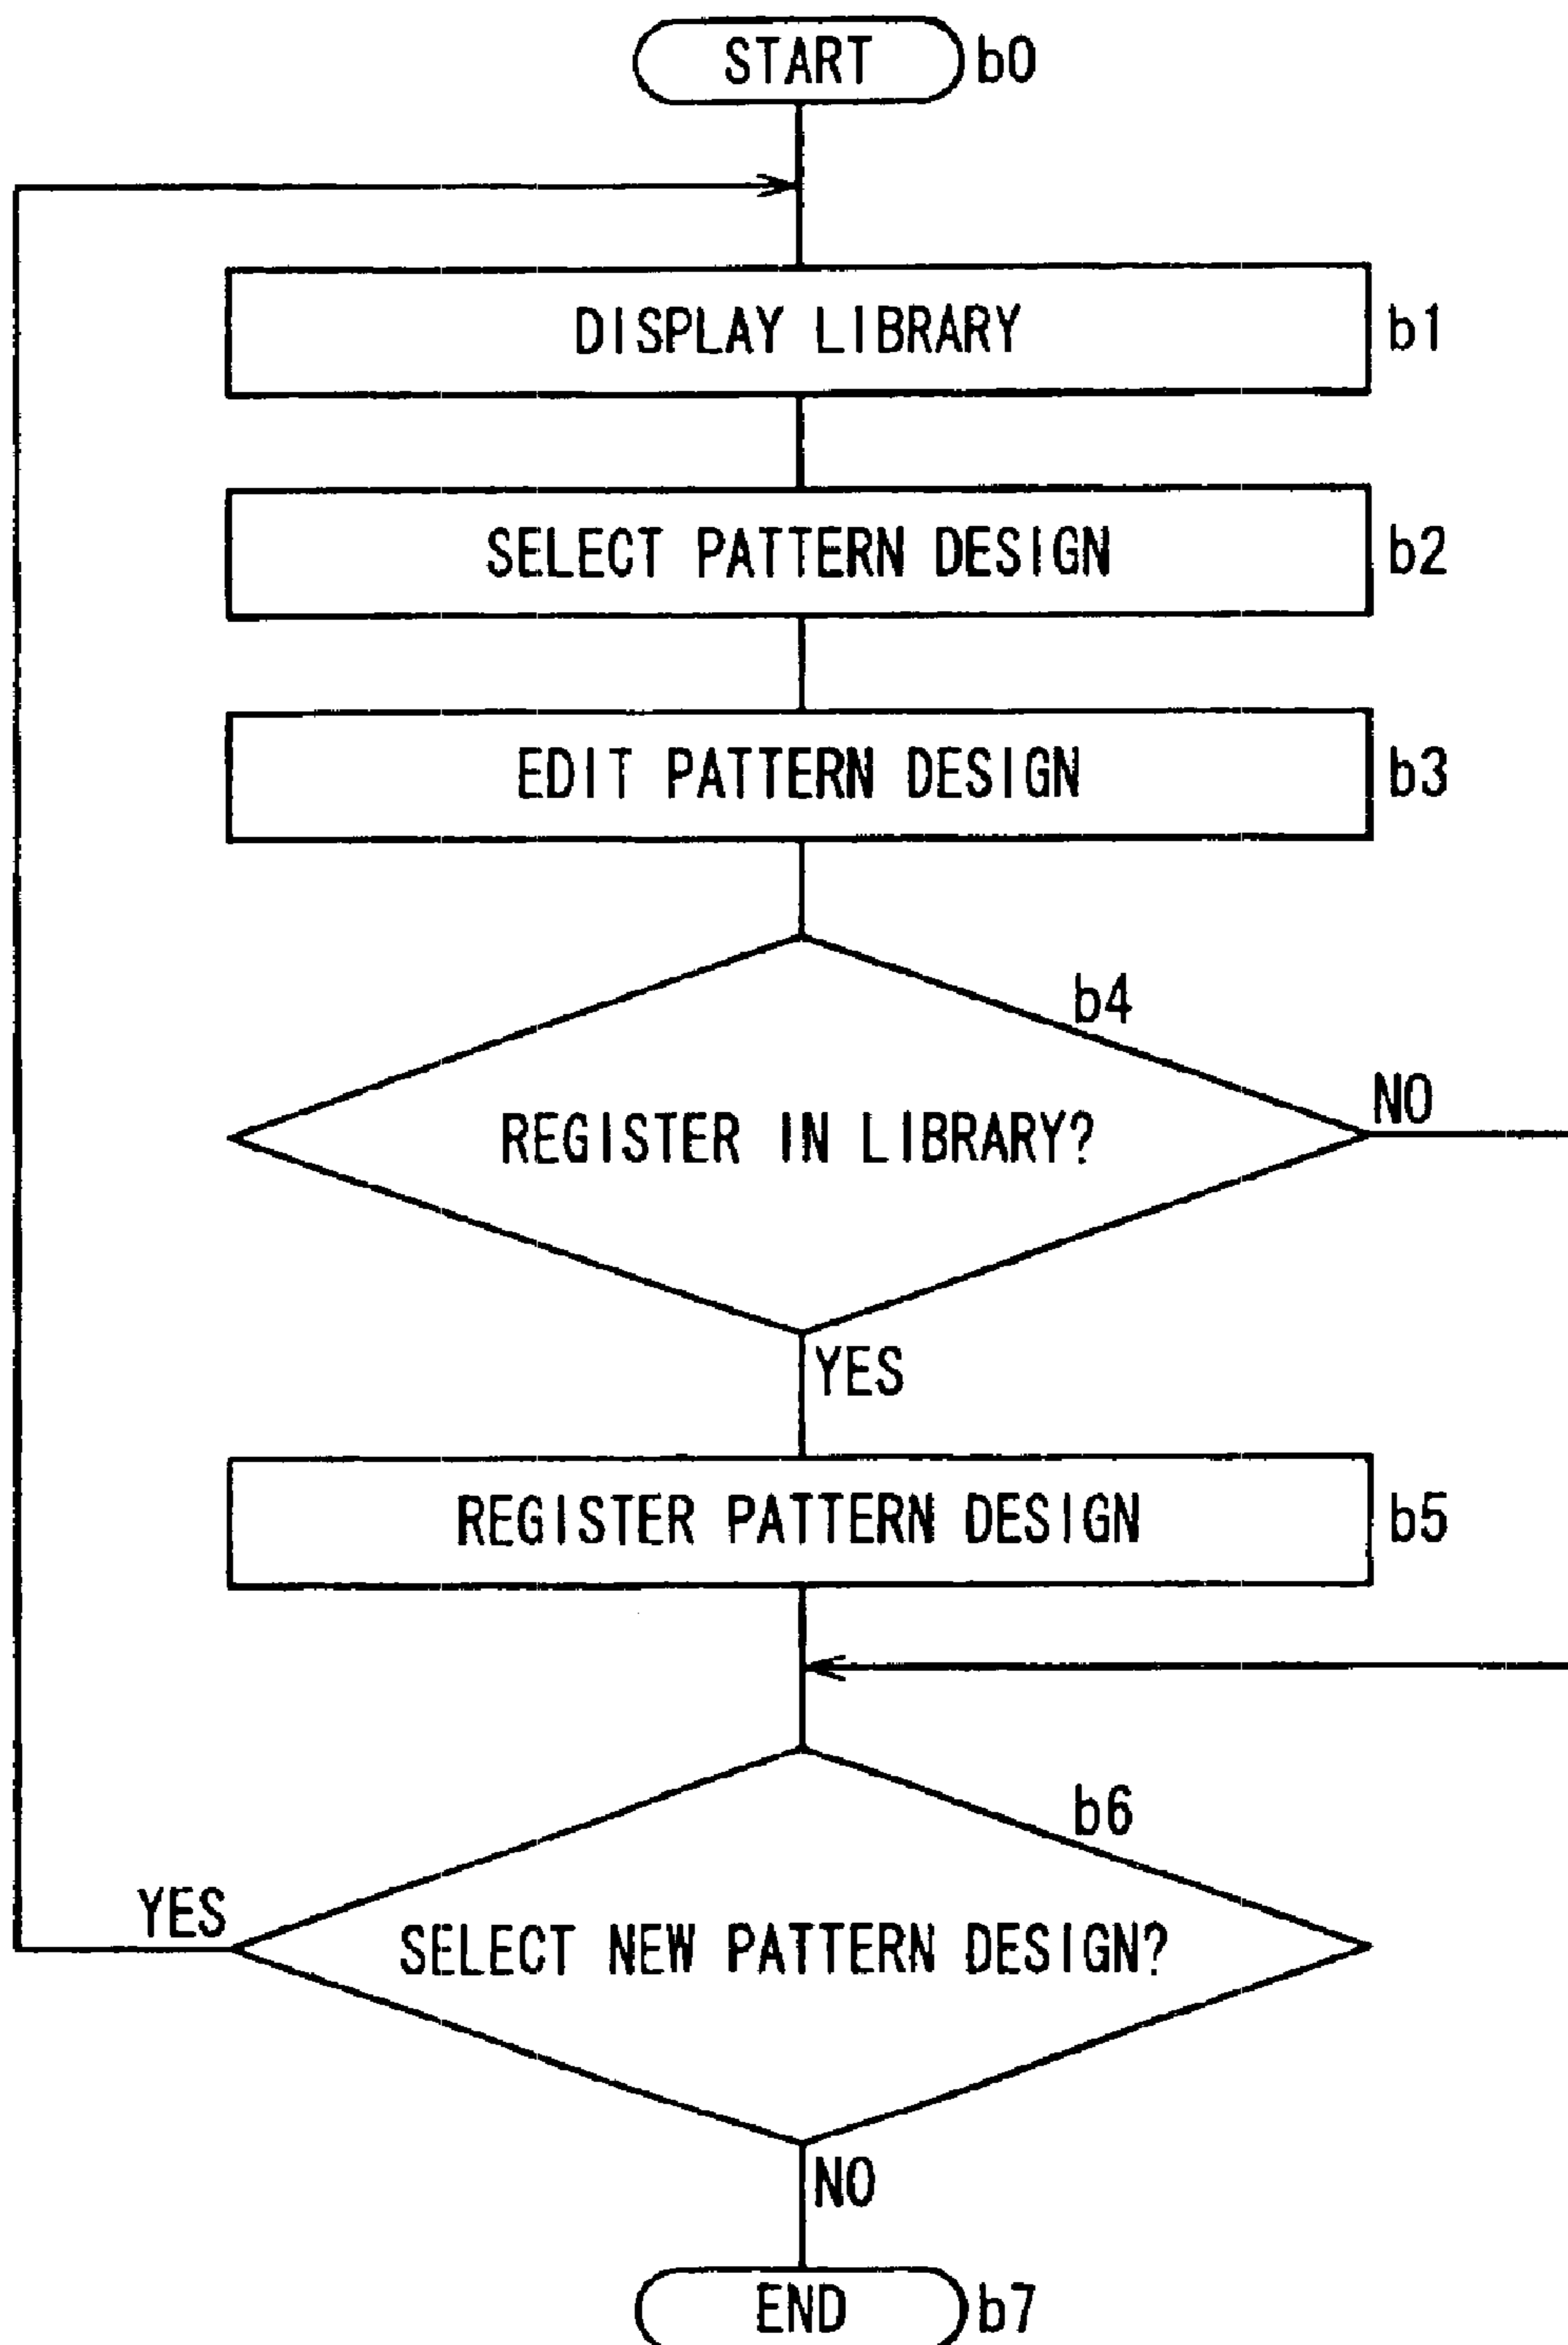 START b0
DISPLAY LIBRARY b1
SELECT PATTERN DESIGN b2
EDIT PATTERN DESIGN b3
b4
REGISTER IN LIBRARY?
NO
YES
REGISTER PATTERN DESIGN b5
b6
SELECT NEW PATTERN DESIGN?
YES
NO
END b7